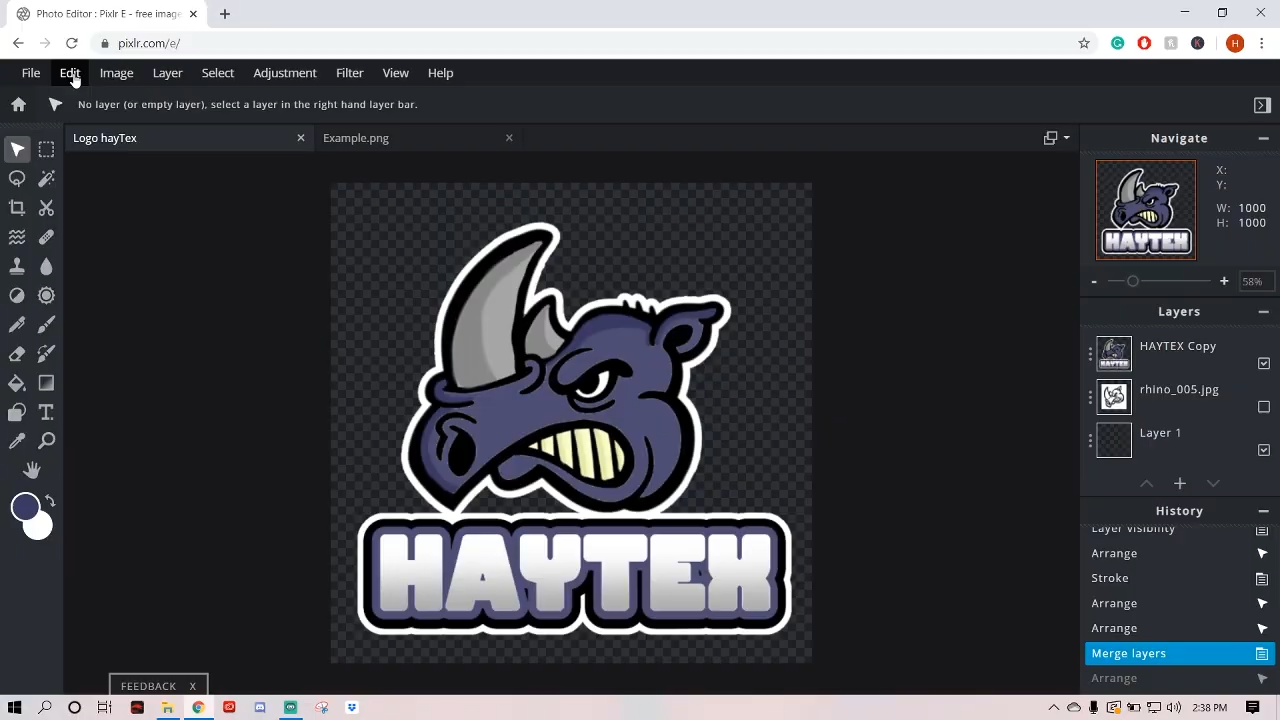 Photo Editor : Pixlr E - free image
pixlr.com/e/
H
File Edit Image Layer Select Adjustment Filter View Help
No layer (or empty layer), select a layer in the right hand layer bar.
Logo hayTex
Example.png
Navigate
X:
Y:
W: 1000
H: 1000
58%
HAYTEX
HAYTEX
Layers
HAYTEX Copy
rhino_005.jpg
Layer 1
History
Layer visibility
Arrange
Stroke
Arrange
Arrange
Merge layers
Arrange
FEEDBACK X
2:38 PM